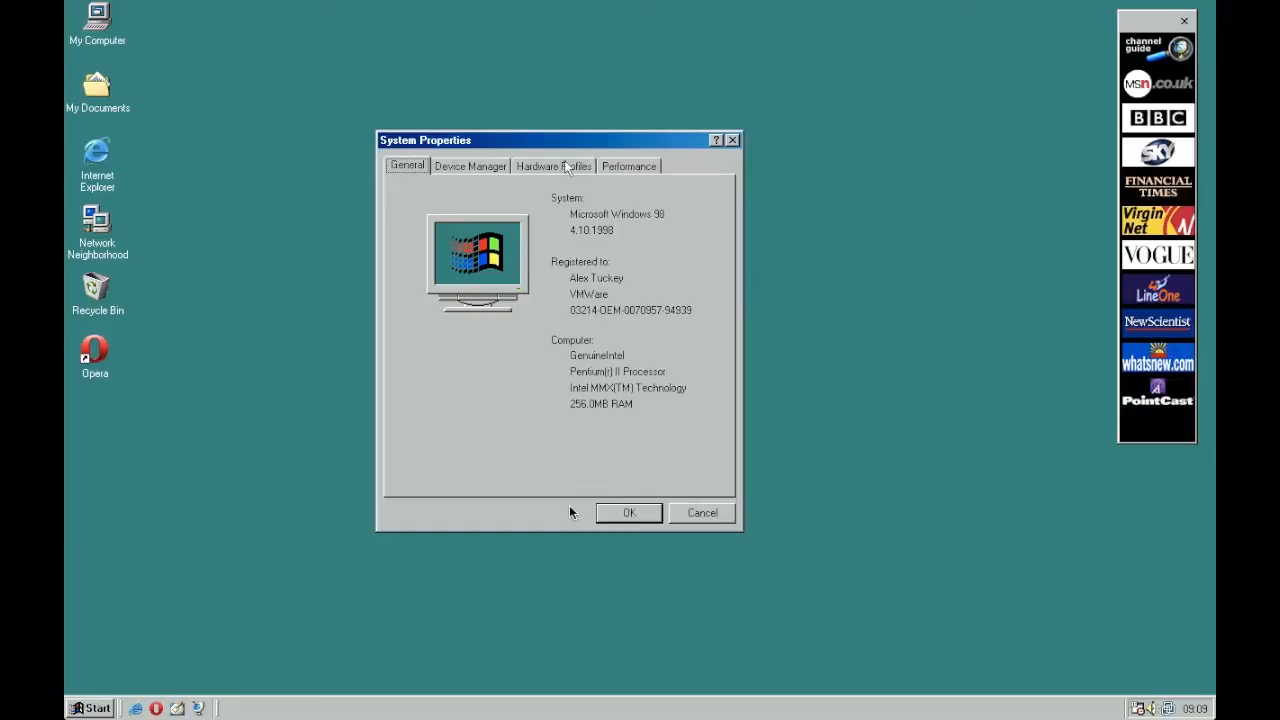 My Computer
My Documents
Internet
Explorer
Network
Neighborhood
Recycle Bin
Opera
System Properties
General
Device Manager
Hardware Profiles
Performance
System:
Microsoft Windows 98
4.10.1998
Registered to:
Alex Tuckey
VMWare
03214-OEM-0070957-94939
Computer:
GenuineIntel
Pentium(r) II Processor
Intel MMX(TM) Technology
256.0MB RAM
OK
Cancel
channel
guide
msn.co.uk
BBC
SKY
FINANCIAL
TIMES
Virgin
Net
VOGUE
LineOne
NewScientist
whatsnew.com
PointCast
Start
09:09